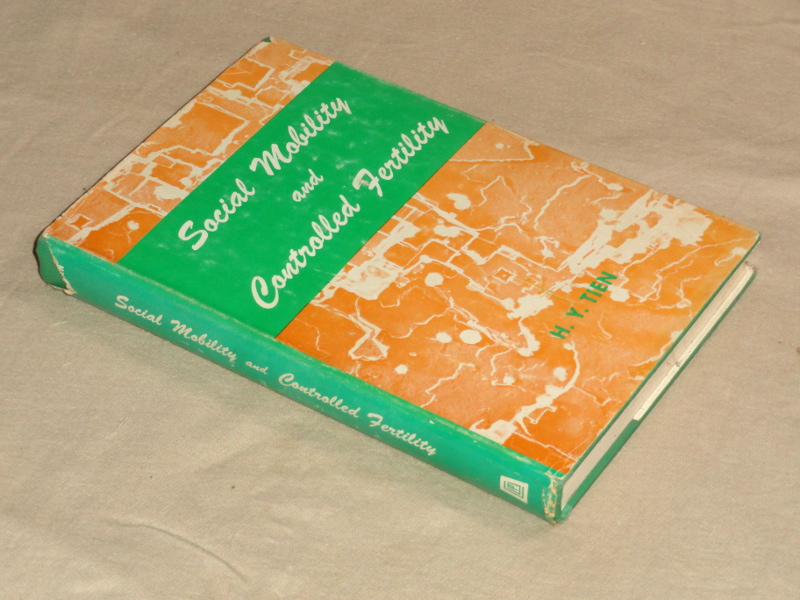 Social Mobility
and
Controlled Fertility
H. Y. TIEN
Social Mobility and Controlled Fertility